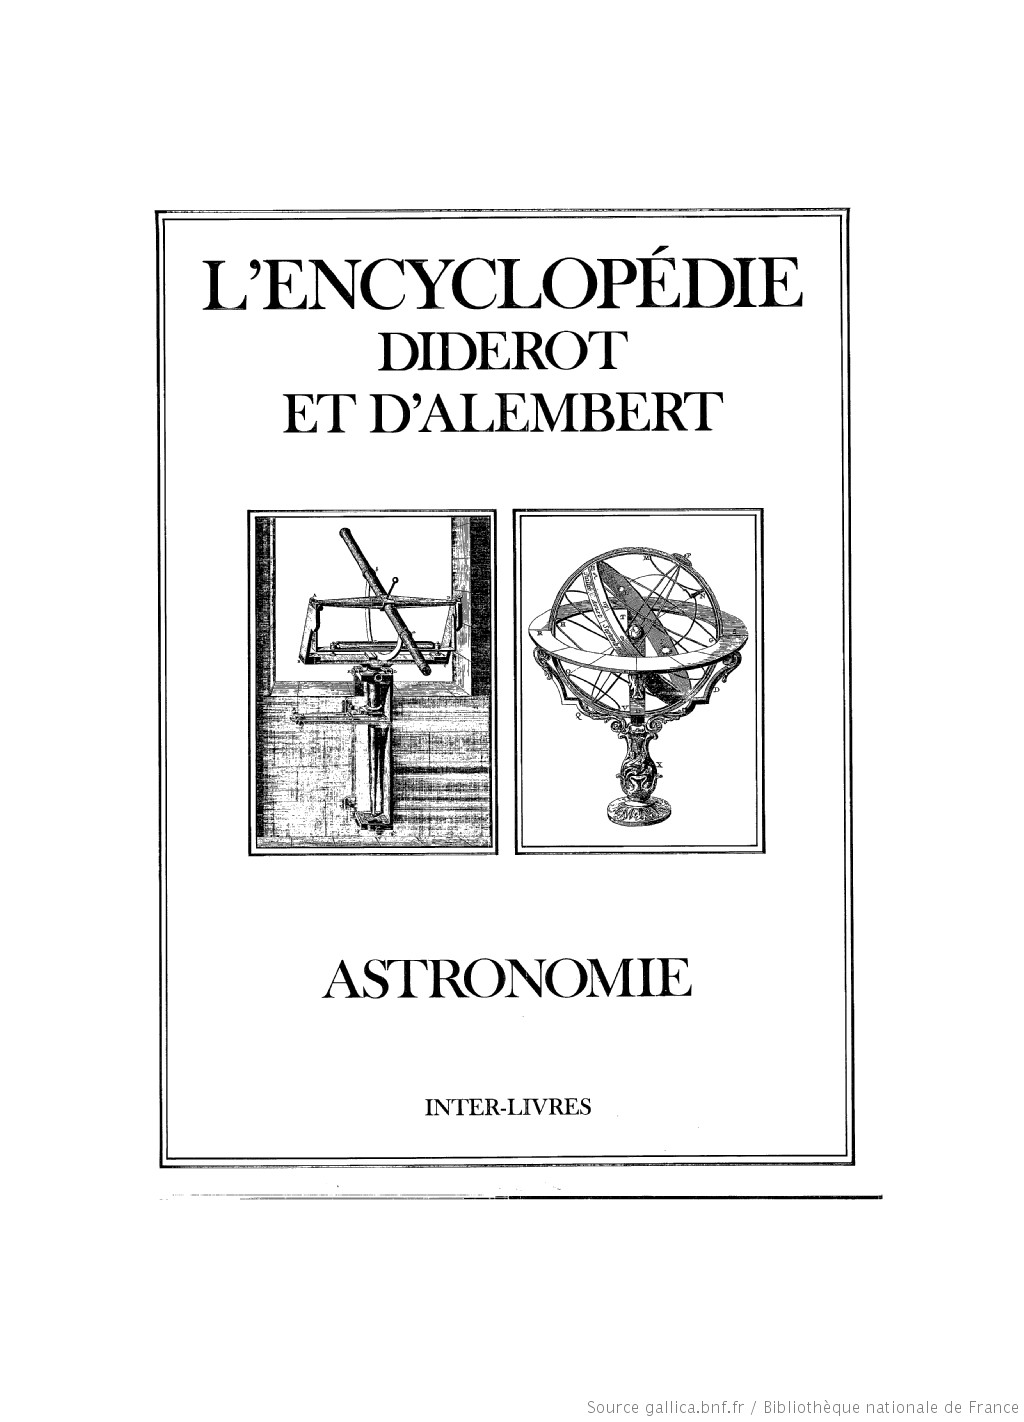 L'ENCYCLOPÉDIE
DIDEROT
ET D'ALEMBERT
ASTRONOMIE
INTER-LIVRES
Source gallica.bnf.fr / Bibliothèque nationale de France